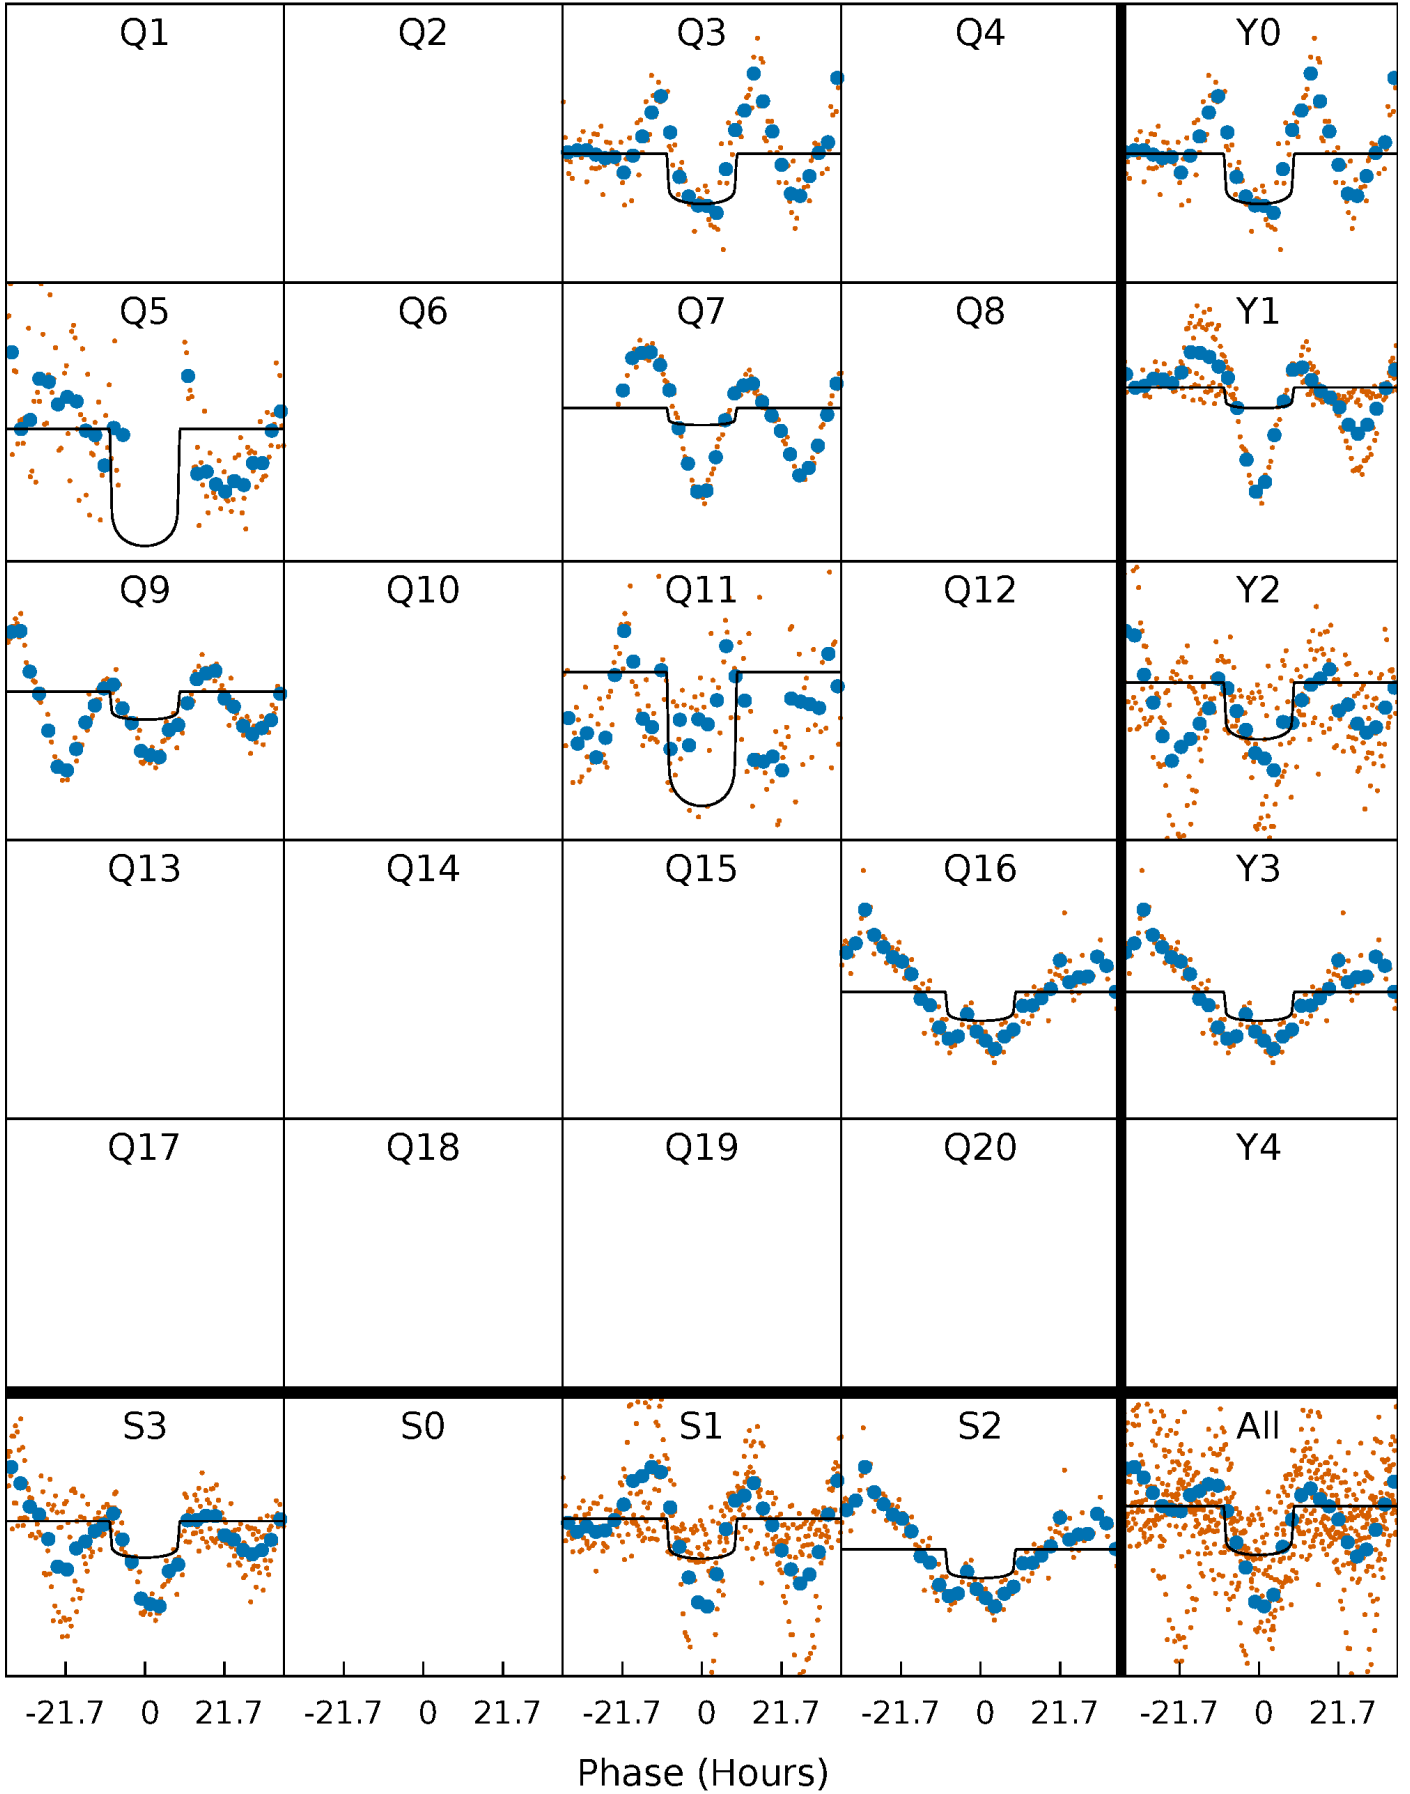 Q1 Q2 Q3 Q4 Y0
Q5 Q6 Q7 Q8 Y1
Q9 Q10 Q11 Q12 Y2
Q13 Q14 Q15 Q16 Y3
Q17 Q18 Q19 Q20 Y4
S3 S0 S1 S2 All
-21.7 0 21.7 -21.7 0 21.7 -21.7 0 21.7 -21.7 0 21.7 -21.7 0 21.7
Phase (Hours)